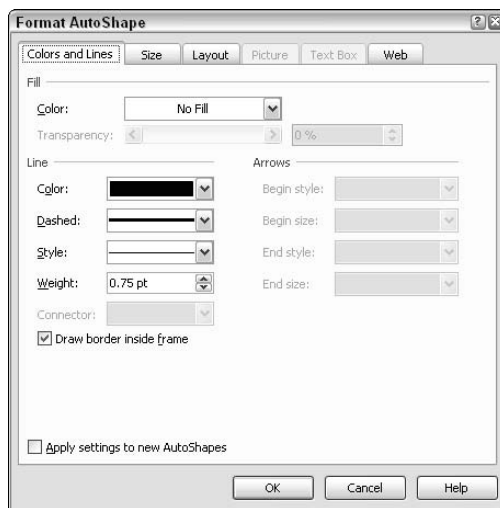 Format AutoShape
Colors and Lines Size Layout Picture Text Box Web
Fill
Color: No Fill
Transparency: 0 %
Line Arrows
Color: Begin style:
Dashed: Begin size:
Style: End style:
Weight: 0.75 pt End size:
Connector:
Draw border inside frame
Apply settings to new AutoShapes
OK Cancel Help